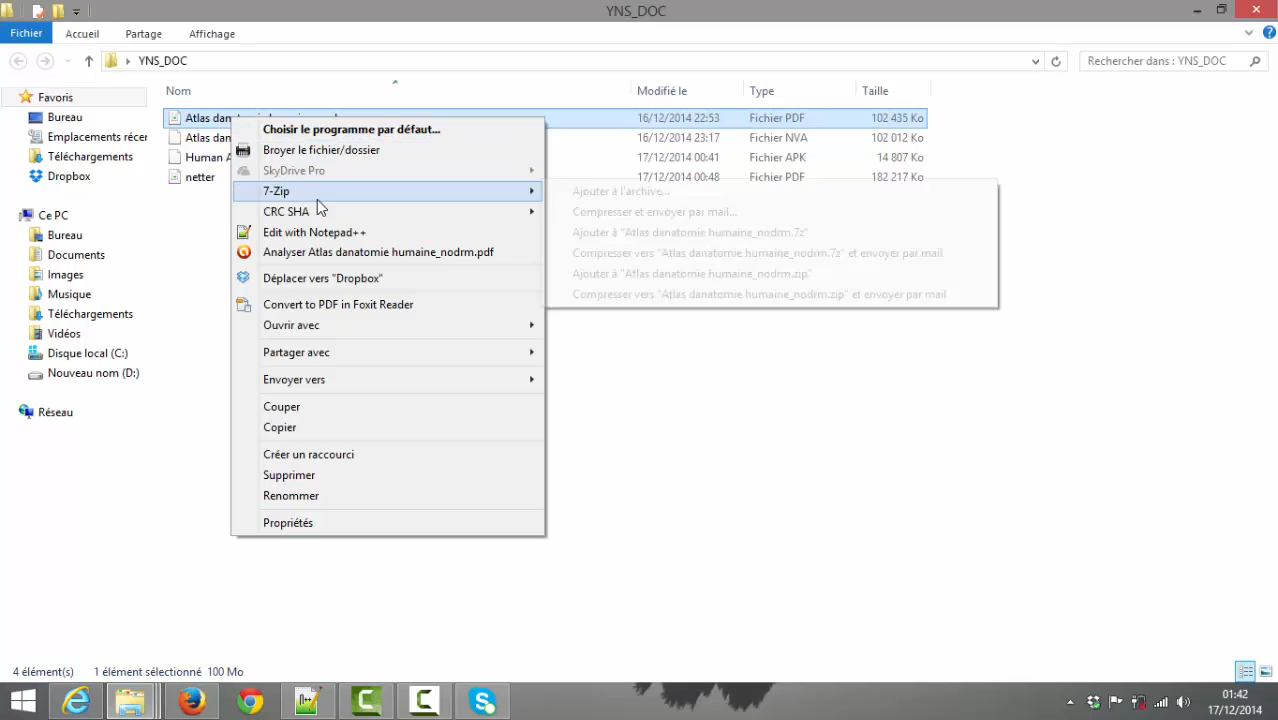 YNS_DOC
Fichier Accueil Partage Affichage
YNS_DOC
Rechercher dans : YNS_DOC
Nom Modifié le Type Taille
Favoris
Bureau
Emplacements récer
Téléchargements
Dropbox
Ce PC
Bureau
Documents
Images
Musique
Téléchargements
Vidéos
Disque local (C:)
Nouveau nom (D:)
Réseau
Atlas dan 16/12/2014 22:53 Fichier PDF 102 435 Ko
Atlas dan 16/12/2014 23:17 Fichier NVA 102 012 Ko
Human A 17/12/2014 00:41 Fichier APK 14 807 Ko
netter 17/12/2014 00:48 Fichier PDF 182 217 Ko
Choisir le programme par défaut...
Broyer le fichier/dossier
SkyDrive Pro
7-Zip
CRC SHA
Edit with Notepad++
Analyser Atlas danatomie humaine_nodrm.pdf
Déplacer vers "Dropbox"
Convert to PDF in Foxit Reader
Ouvrir avec
Partager avec
Envoyer vers
Couper
Copier
Créer un raccourci
Supprimer
Renommer
Propriétés
Ajouter à l'archive...
Compresser et envoyer par mail...
Ajouter à "Atlas danatomie humaine_nodrm.7z"
Compresser vers "Atlas danatomie humaine_nodrm.7z" et envoyer par mail
Ajouter à "Atlas danatomie humaine_nodrm.zip"
Compresser vers "Atlas danatomie humaine_nodrm.zip" et envoyer par mail
4 élément(s) 1 élément sélectionné 100 Mo
01:42
17/12/2014